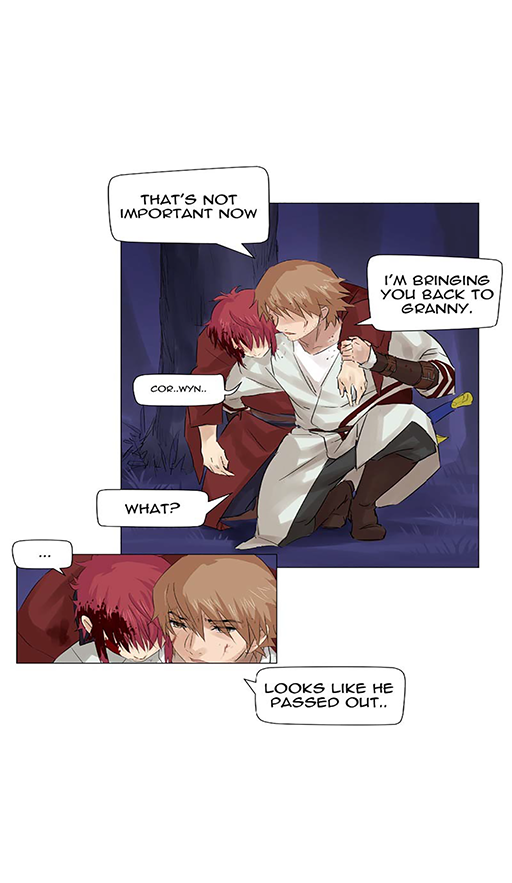 THAT'S NOT
IMPORTANT NOW
I'M BRINGING
YOU BACK TO
GRANNY.
COR..WYN..
WHAT?
...
LOOKS LIKE HE
PASSED OUT..